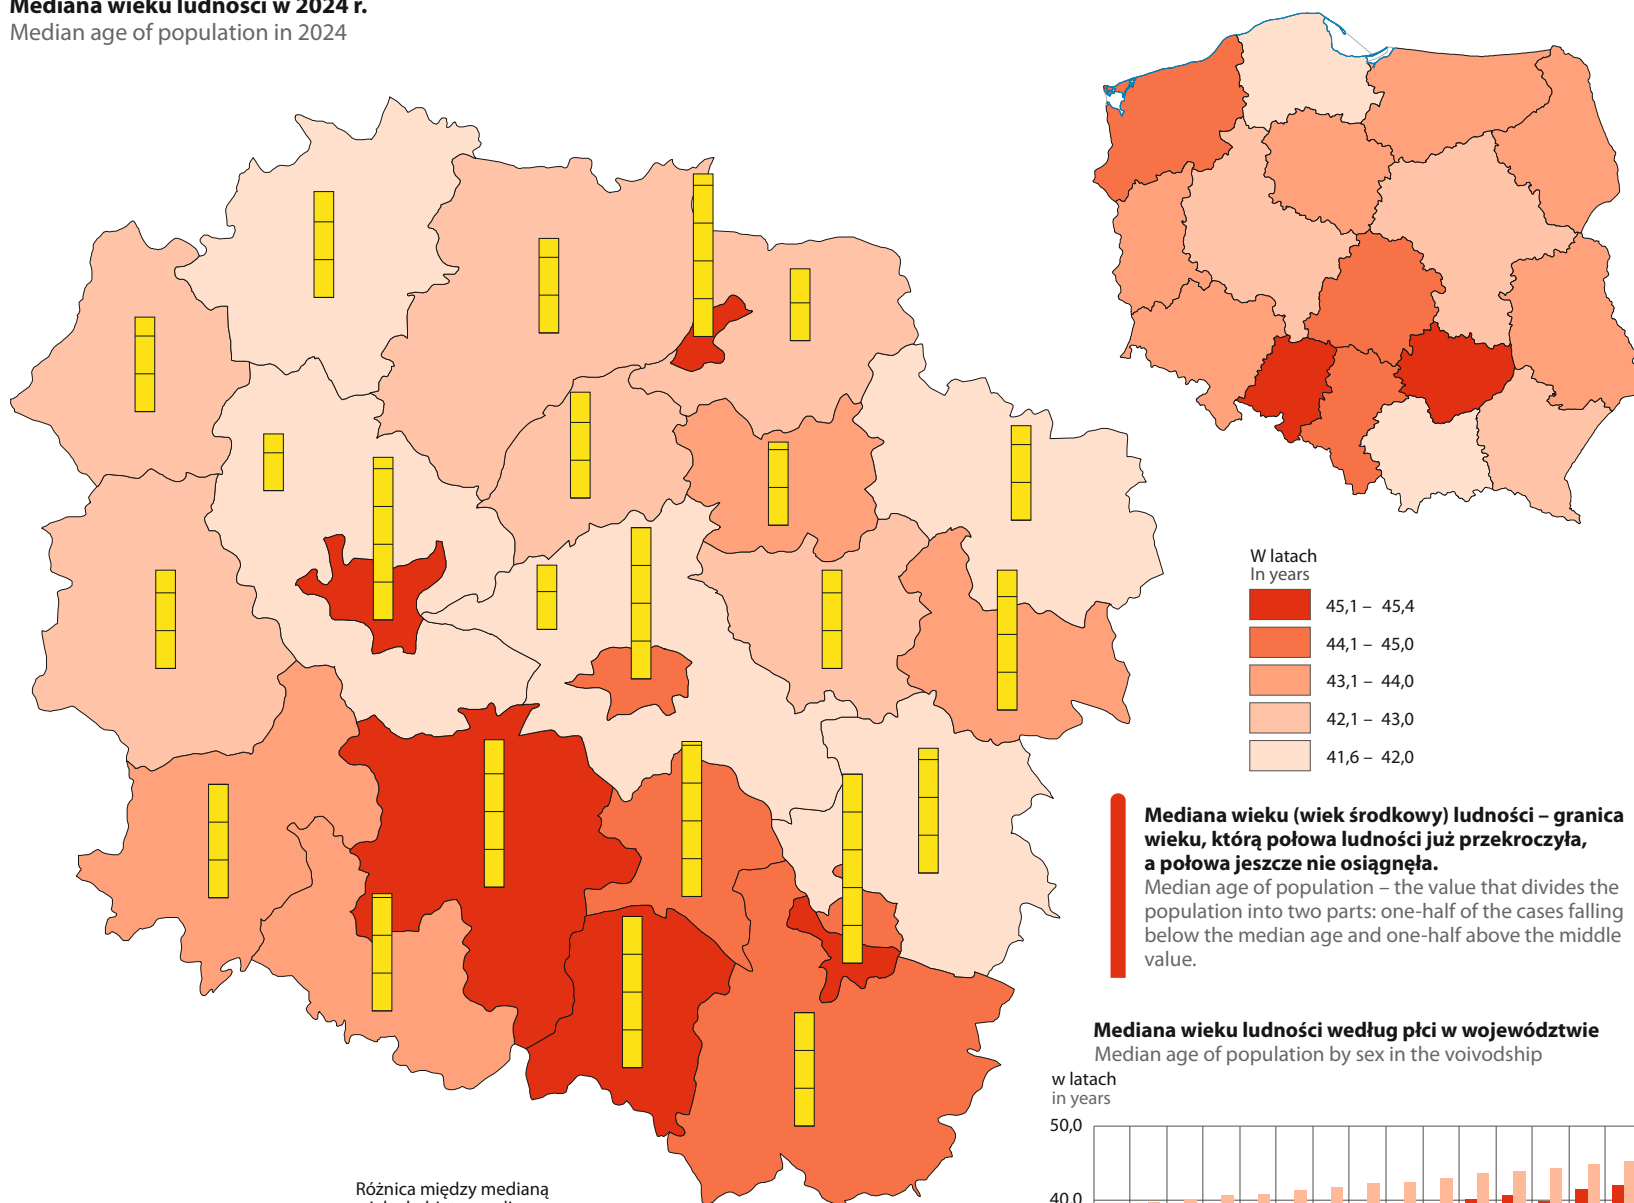 Mediana wieku ludności w 2024 r.
Median age of population in 2024
W latach
In years
45,1 – 45,4
44,1 – 45,0
43,1 – 44,0
42,1 – 43,0
41,6 – 42,0
Mediana wieku (wiek środkowy) ludności – granica
wieku, którą połowa ludności już przekroczyła,
a połowa jeszcze nie osiągnęła.
Median age of population – the value that divides the
population into two parts: one-half of the cases falling
below the median age and one-half above the middle
value.
Mediana wieku ludności według płci w województwie
Median age of population by sex in the voivodship
w latach
in years
50,0
40,0
Różnica między medianą